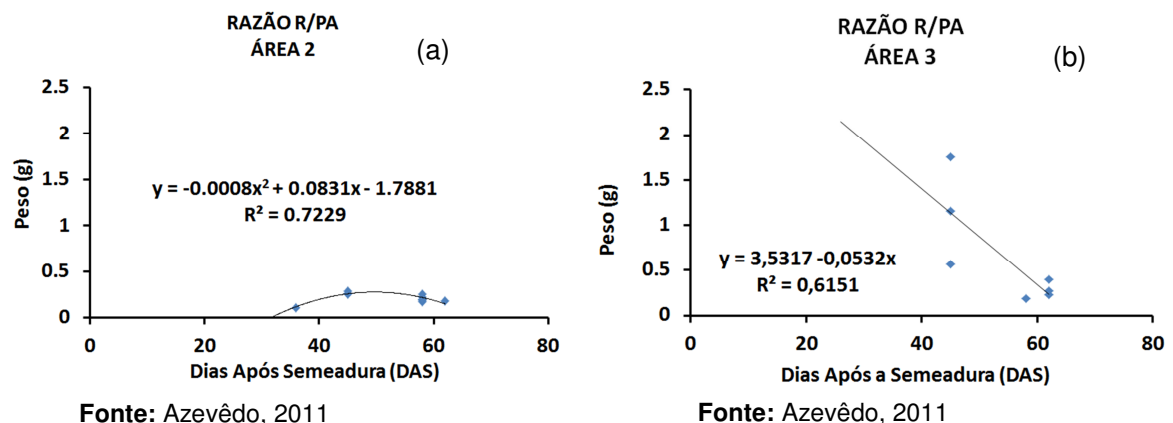 RAZÃO R/PA
ÁREA 2
(a)
2.5
2
1.5
1
0.5
0
Peso (g)
y = -0.0008x² + 0.0831x - 1.7881
R² = 0.7229
0 20 40 60 80
Dias Após Semeadura (DAS)
Fonte: Azevêdo, 2011
RAZÃO R/PA
ÁREA 3
(b)
2.5
2
1.5
1
0.5
0
Peso (g)
y = 3,5317 -0,0532x
R² = 0,6151
0 20 40 60 80
Dias Após a Semeadura (DAS)
Fonte: Azevêdo, 2011